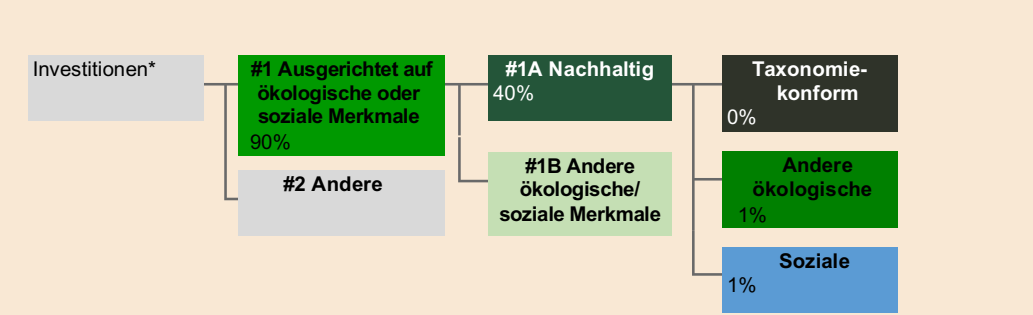 Investitionen*
#1 Ausgerichtet auf
ökologische oder
soziale Merkmale
90%
#2 Andere
#1A Nachhaltig
40%
#1B Andere
ökologische/
soziale Merkmale
Taxonomie-
konform
0%
Andere
ökologische
1%
Soziale
1%